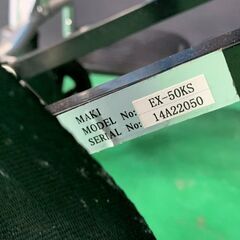 MAKI
MODEL No: EX-50KS
SERIAL No: 14A22050